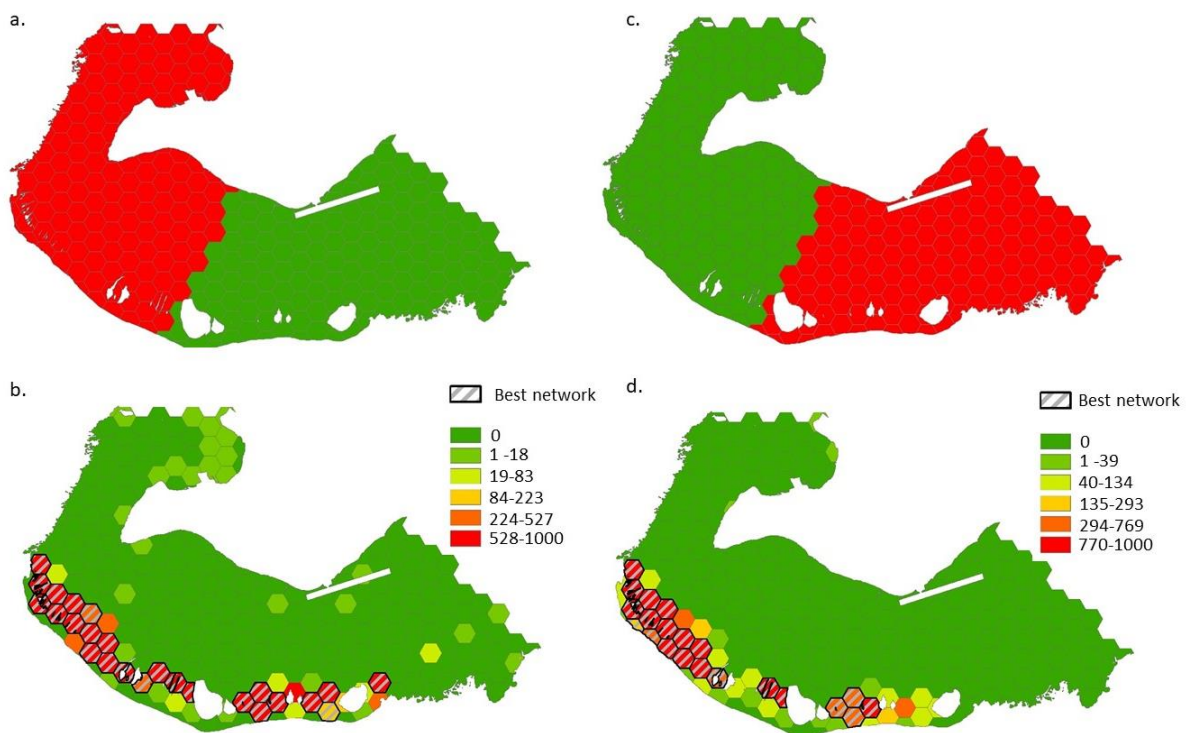 a.
c.
b.
Best network
0
1 -18
19-83
84-223
224-527
528-1000
d.
Best network
0
1 -39
40-134
135-293
294-769
770-1000